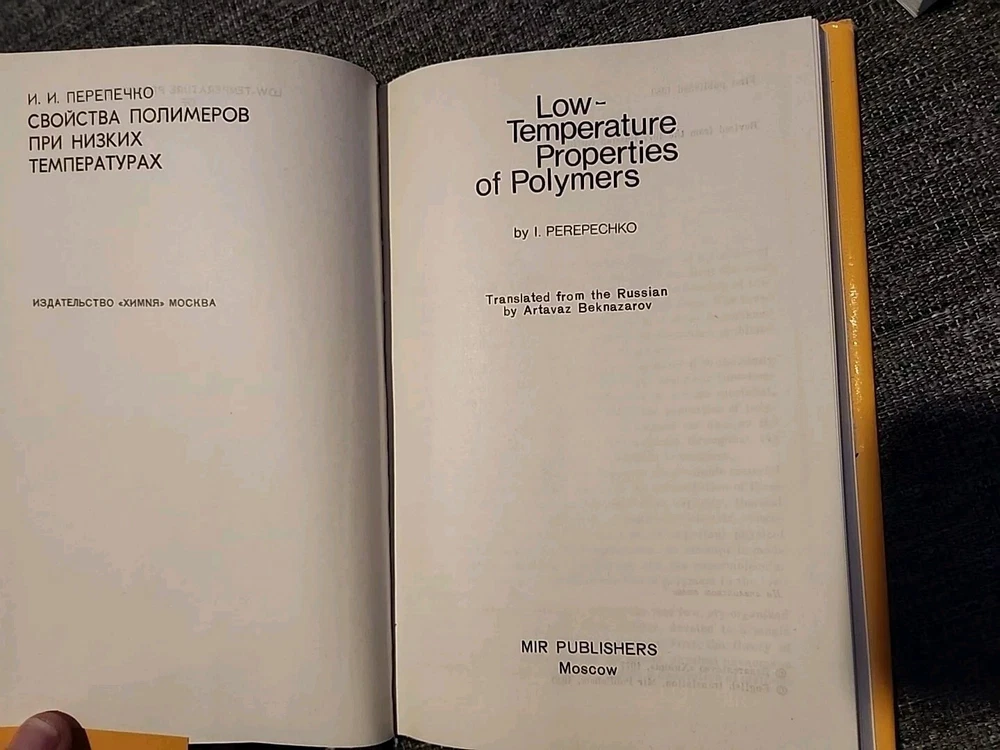 И. И. ПЕРЕПЕЧКО
СВОЙСТВА ПОЛИМЕРОВ
ПРИ НИЗКИХ
ТЕМПЕРАТУРАХ
ИЗДАТЕЛЬСТВО «ХИМИЯ» МОСКВА
Low-
Temperature
Properties
of Polymers
by I. PEREPECHKO
Translated from the Russian
by Artavaz Beknazarov
MIR PUBLISHERS
Moscow